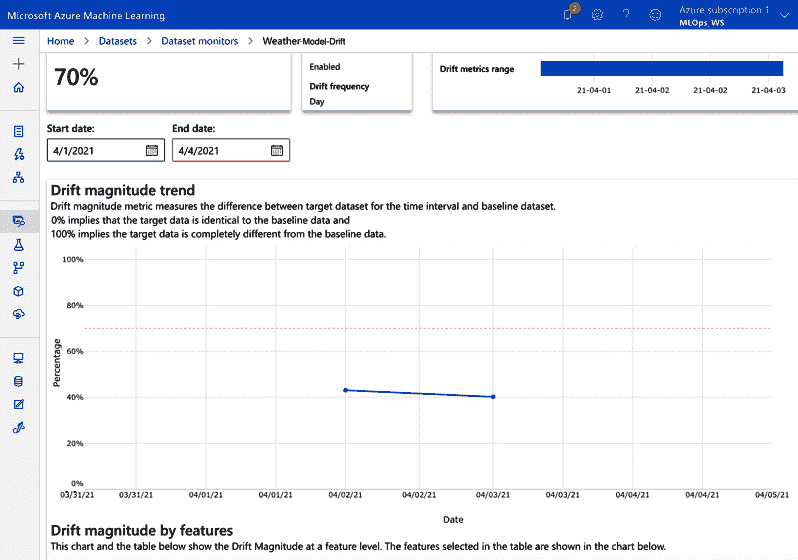 Microsoft Azure Machine Learning
2
?
Azure subscription 1
MLOps_WS
Home > Datasets > Dataset monitors > Weather-Model-Drift
70%
Enabled
Drift frequency
Day
Drift metrics range
21-04-01 21-04-02 21-04-02 21-04-03
Start date: End date:
4/1/2021 4/4/2021
Drift magnitude trend
Drift magnitude metric measures the difference between target dataset for the time interval and baseline dataset.
0% implies that the target data is identical to the baseline data and
100% implies the target data is completely different from the baseline data.
100%
80%
60%
40%
20%
0%
Percentage
03/31/21 03/31/21 04/01/21 04/01/21 04/02/21 04/02/21 04/03/21 04/03/21 04/04/21 04/04/21 04/05/21
Date
Drift magnitude by features
This chart and the table below show the Drift Magnitude at a feature level. The features selected in the table are shown in the chart below.